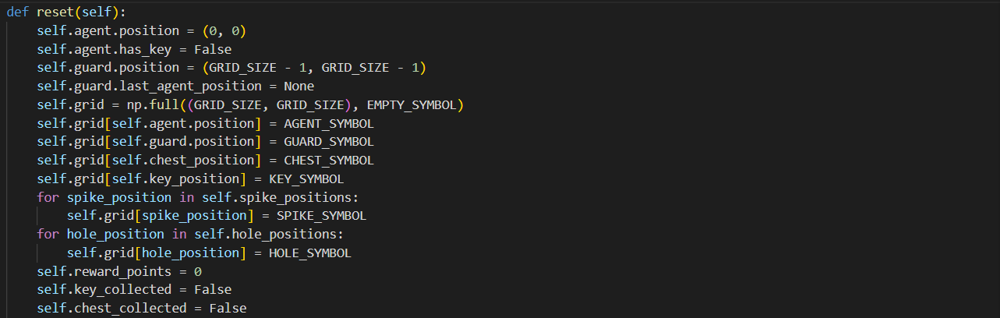 def reset(self):
    self.agent.position = (0, 0)
    self.agent.has_key = False
    self.guard.position = (GRID_SIZE - 1, GRID_SIZE - 1)
    self.guard.last_agent_position = None
    self.grid = np.full((GRID_SIZE, GRID_SIZE), EMPTY_SYMBOL)
    self.grid[self.agent.position] = AGENT_SYMBOL
    self.grid[self.guard.position] = GUARD_SYMBOL
    self.grid[self.chest_position] = CHEST_SYMBOL
    self.grid[self.key_position] = KEY_SYMBOL
    for spike_position in self.spike_positions:
        self.grid[spike_position] = SPIKE_SYMBOL
    for hole_position in self.hole_positions:
        self.grid[hole_position] = HOLE_SYMBOL
    self.reward_points = 0
    self.key_collected = False
    self.chest_collected = False